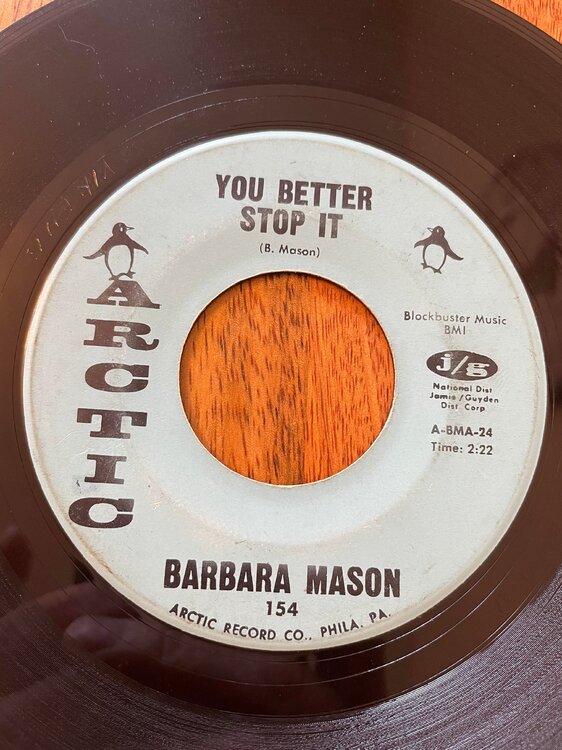 YOU BETTER
STOP IT
(B. Mason)
ARCTIC
Blockbuster Music
BMI
j/g
National Dist
Jamie/Guyden
Dist. Corp
A-BMA-24
Time: 2:22
BARBARA MASON
154
ARCTIC RECORD CO., PHILA, PA.